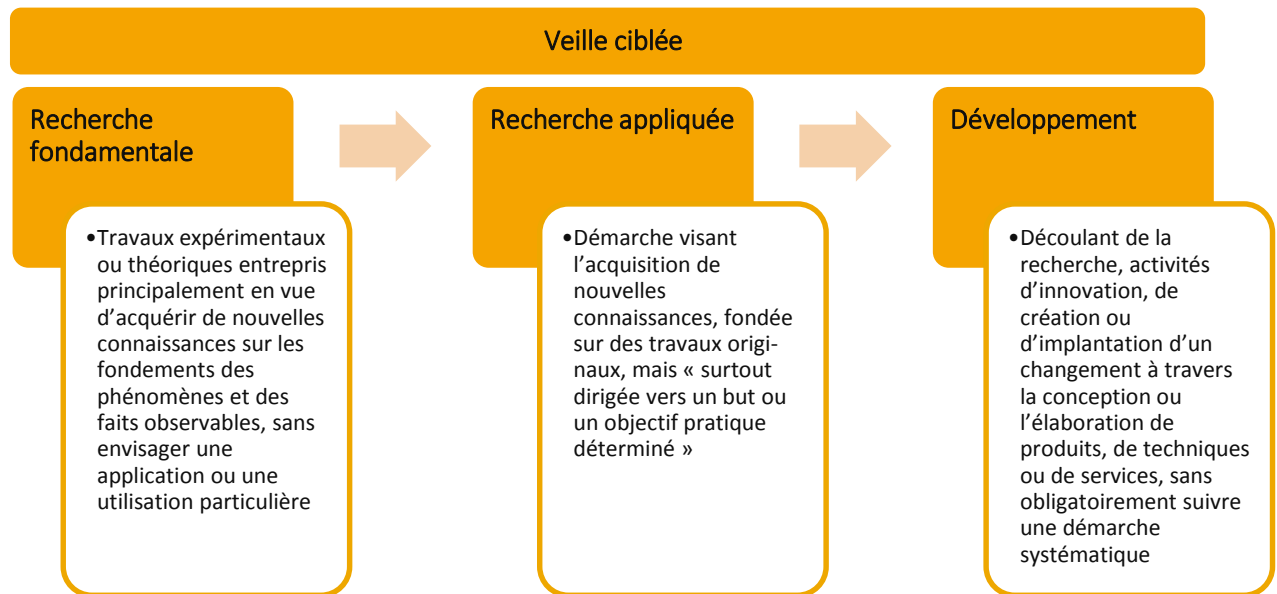 Veille ciblée
Recherche
fondamentale
•Travaux expérimentaux
ou théoriques entrepris
principalement en vue
d’acquérir de nouvelles
connaissances sur les
fondements des
phénomènes et des
faits observables, sans
envisager une
application ou une
utilisation particulière
Recherche appliquée
•Démarche visant
l’acquisition de
nouvelles
connaissances, fondée
sur des travaux origi-
naux, mais « surtout
dirigée vers un but ou
un objectif pratique
déterminé »
Développement
•Découlant de la
recherche, activités
d’innovation, de
création ou
d’implantation d’un
changement à travers
la conception ou
l’élaboration de
produits, de techniques
ou de services, sans
obligatoirement suivre
une démarche
systématique